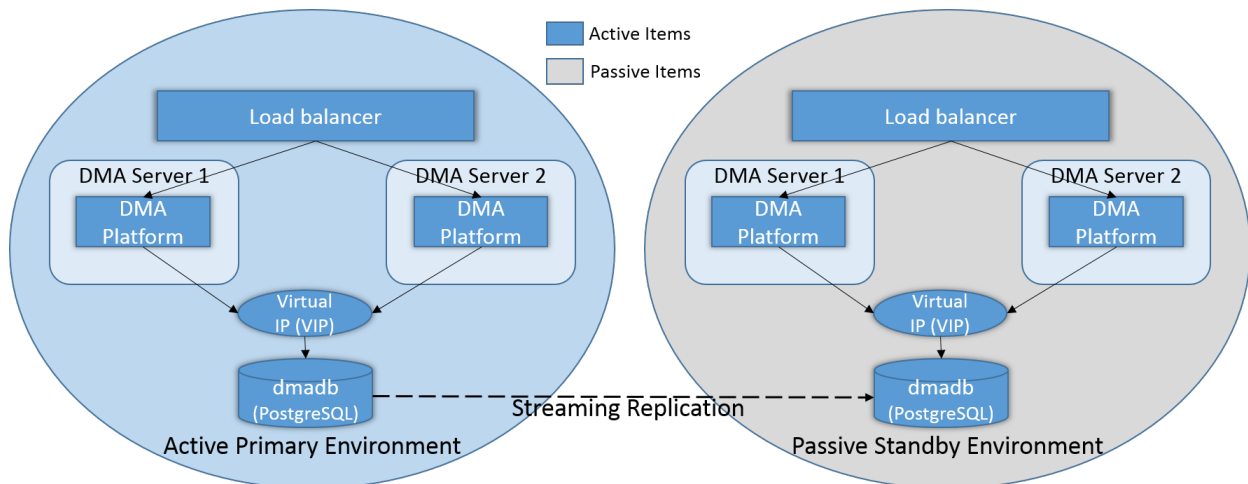 Active Items
Passive Items
Load balancer
DMA Server 1
DMA Server 2
DMA
Platform
DMA
Platform
Virtual
IP (VIP)
dmadb
(PostgreSQL)
Active Primary Environment
Streaming Replication
Load balancer
DMA Server 1
DMA Server 2
DMA
Platform
DMA
Platform
Virtual
IP (VIP)
dmadb
(PostgreSQL)
Passive Standby Environment